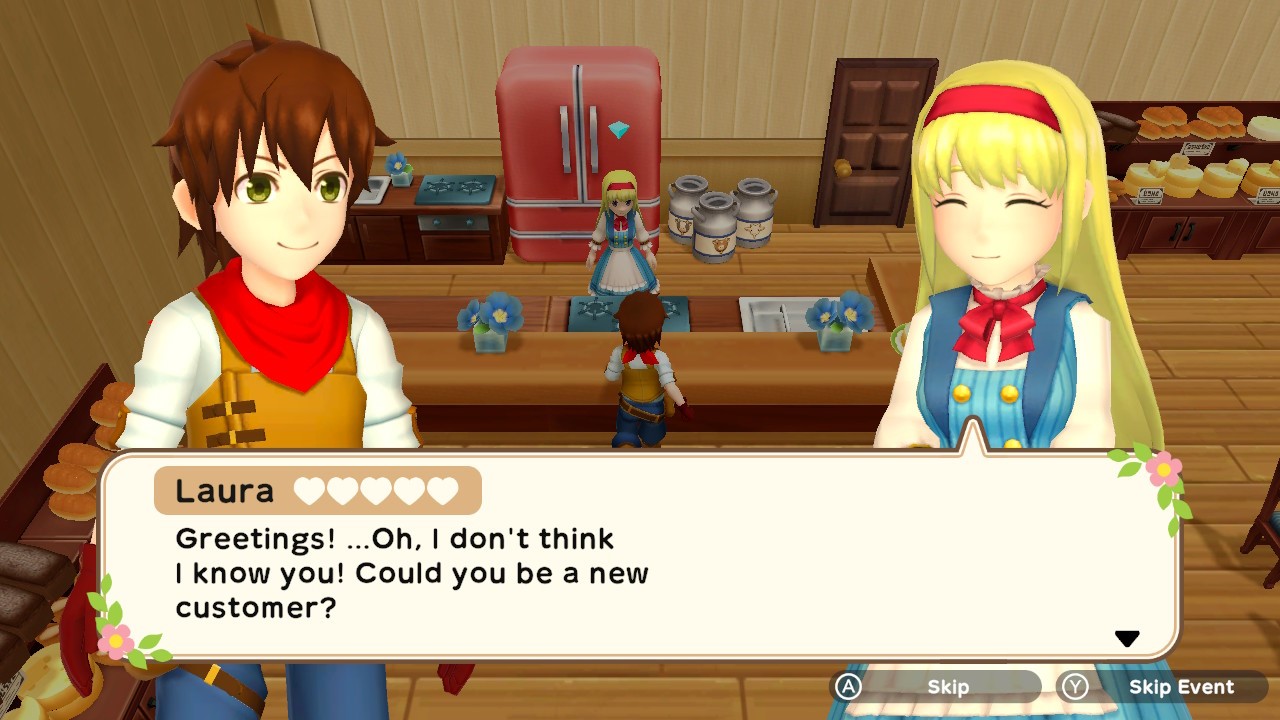 Laura
Greetings! ...Oh, I don't think
I know you! Could you be a new
customer?
A Skip
Y Skip Event